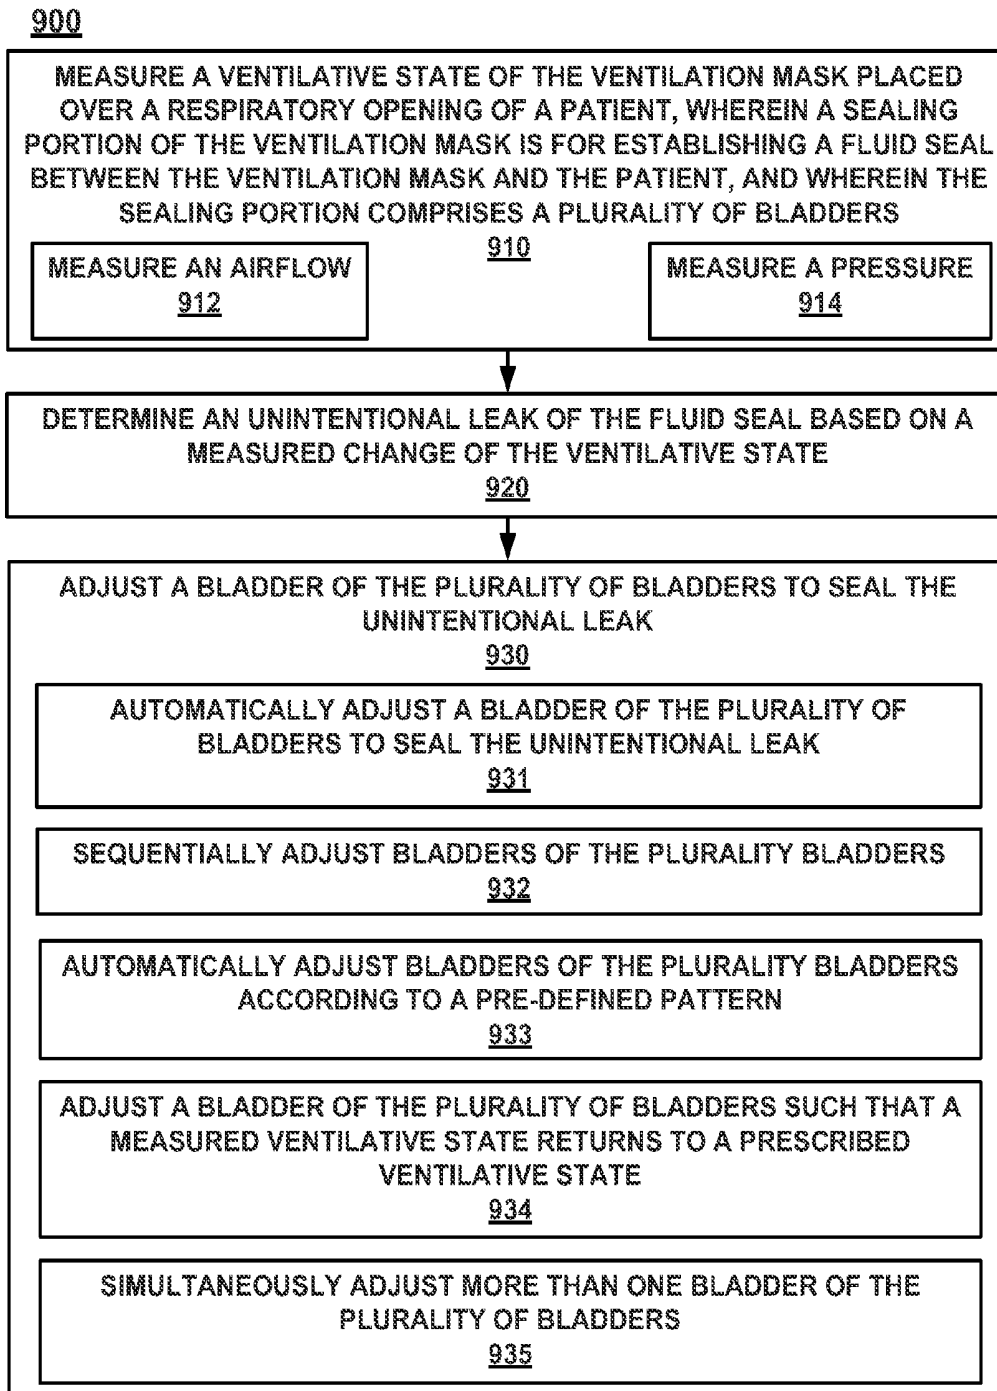 900
MEASURE A VENTILATIVE STATE OF THE VENTILATION MASK PLACED
OVER A RESPIRATORY OPENING OF A PATIENT, WHEREIN A SEALING
PORTION OF THE VENTILATION MASK IS FOR ESTABLISHING A FLUID SEAL
BETWEEN THE VENTILATION MASK AND THE PATIENT, AND WHEREIN THE
SEALING PORTION COMPRISES A PLURALITY OF BLADDERS
910
MEASURE AN AIRFLOW
912
MEASURE A PRESSURE
914
DETERMINE AN UNINTENTIONAL LEAK OF THE FLUID SEAL BASED ON A
MEASURED CHANGE OF THE VENTILATIVE STATE
920
ADJUST A BLADDER OF THE PLURALITY OF BLADDERS TO SEAL THE
UNINTENTIONAL LEAK
930
AUTOMATICALLY ADJUST A BLADDER OF THE PLURALITY OF
BLADDERS TO SEAL THE UNINTENTIONAL LEAK
931
SEQUENTIALLY ADJUST BLADDERS OF THE PLURALITY BLADDERS
932
AUTOMATICALLY ADJUST BLADDERS OF THE PLURALITY BLADDERS
ACCORDING TO A PRE-DEFINED PATTERN
933
ADJUST A BLADDER OF THE PLURALITY OF BLADDERS SUCH THAT A
MEASURED VENTILATIVE STATE RETURNS TO A PRESCRIBED
VENTILATIVE STATE
934
SIMULTANEOUSLY ADJUST MORE THAN ONE BLADDER OF THE
PLURALITY OF BLADDERS
935